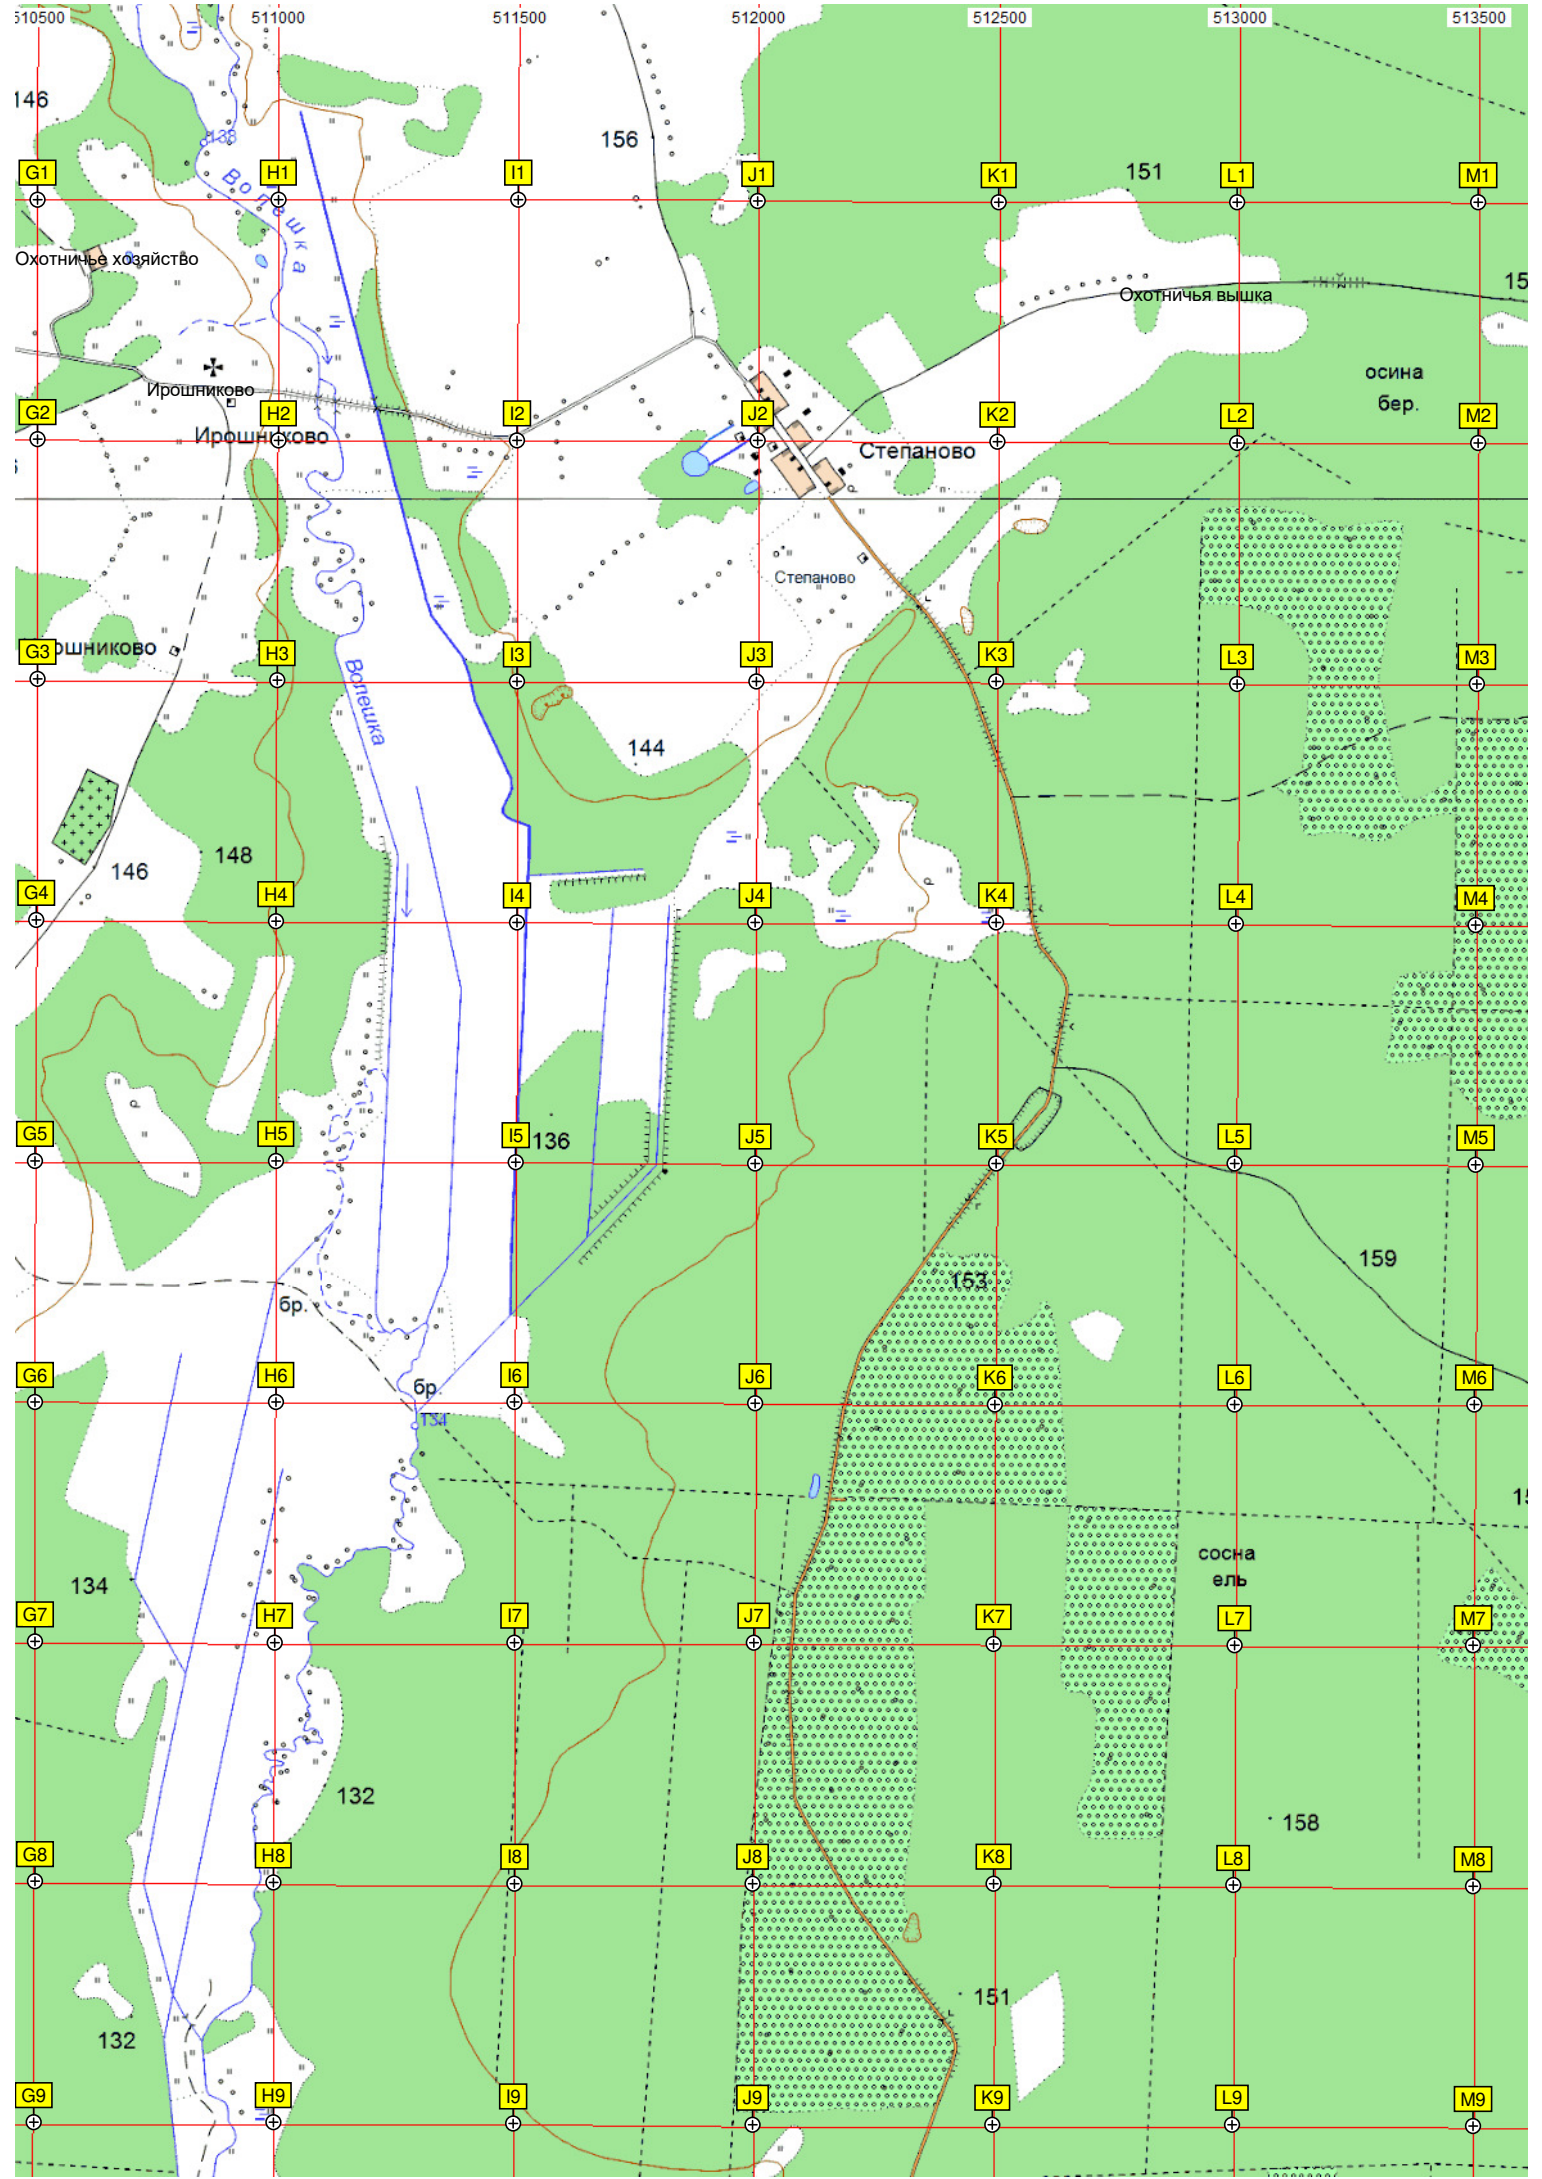 510500 511000 511500 512000 512500 513000 513500
146
138
156
151
G1 H1 I1 J1 K1 L1 M1
Волешка
Охотничье хозяйство
15
Охотничья вышка
осина
бер.
Ирошниково
G2 H2 I2 J2 K2 L2 M2
Ирошниково
Степаново
Степаново
G3 H3 I3 J3 K3 L3 M3
ошниково
Волешка
144
148
146
G4 H4 I4 J4 K4 L4 M4
G5 H5 I5 J5 K5 L5 M5
136
159
153
бр.
G6 H6 I6 J6 K6 L6 M6
бр.
134
15
сосна
ель
134
G7 H7 I7 J7 K7 L7 M7
132
158
G8 H8 I8 J8 K8 L8 M8
151
132
G9 H9 I9 J9 K9 L9 M9